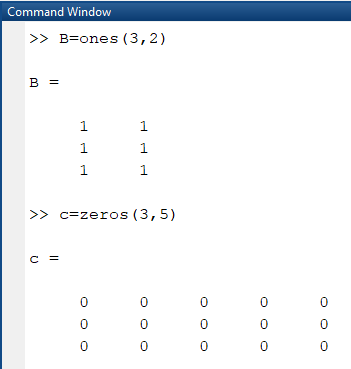 Command Window
>> B=ones(3,2)
B =
1 1
1 1
1 1
>> c=zeros(3,5)
c =
0 0 0 0 0
0 0 0 0 0
0 0 0 0 0